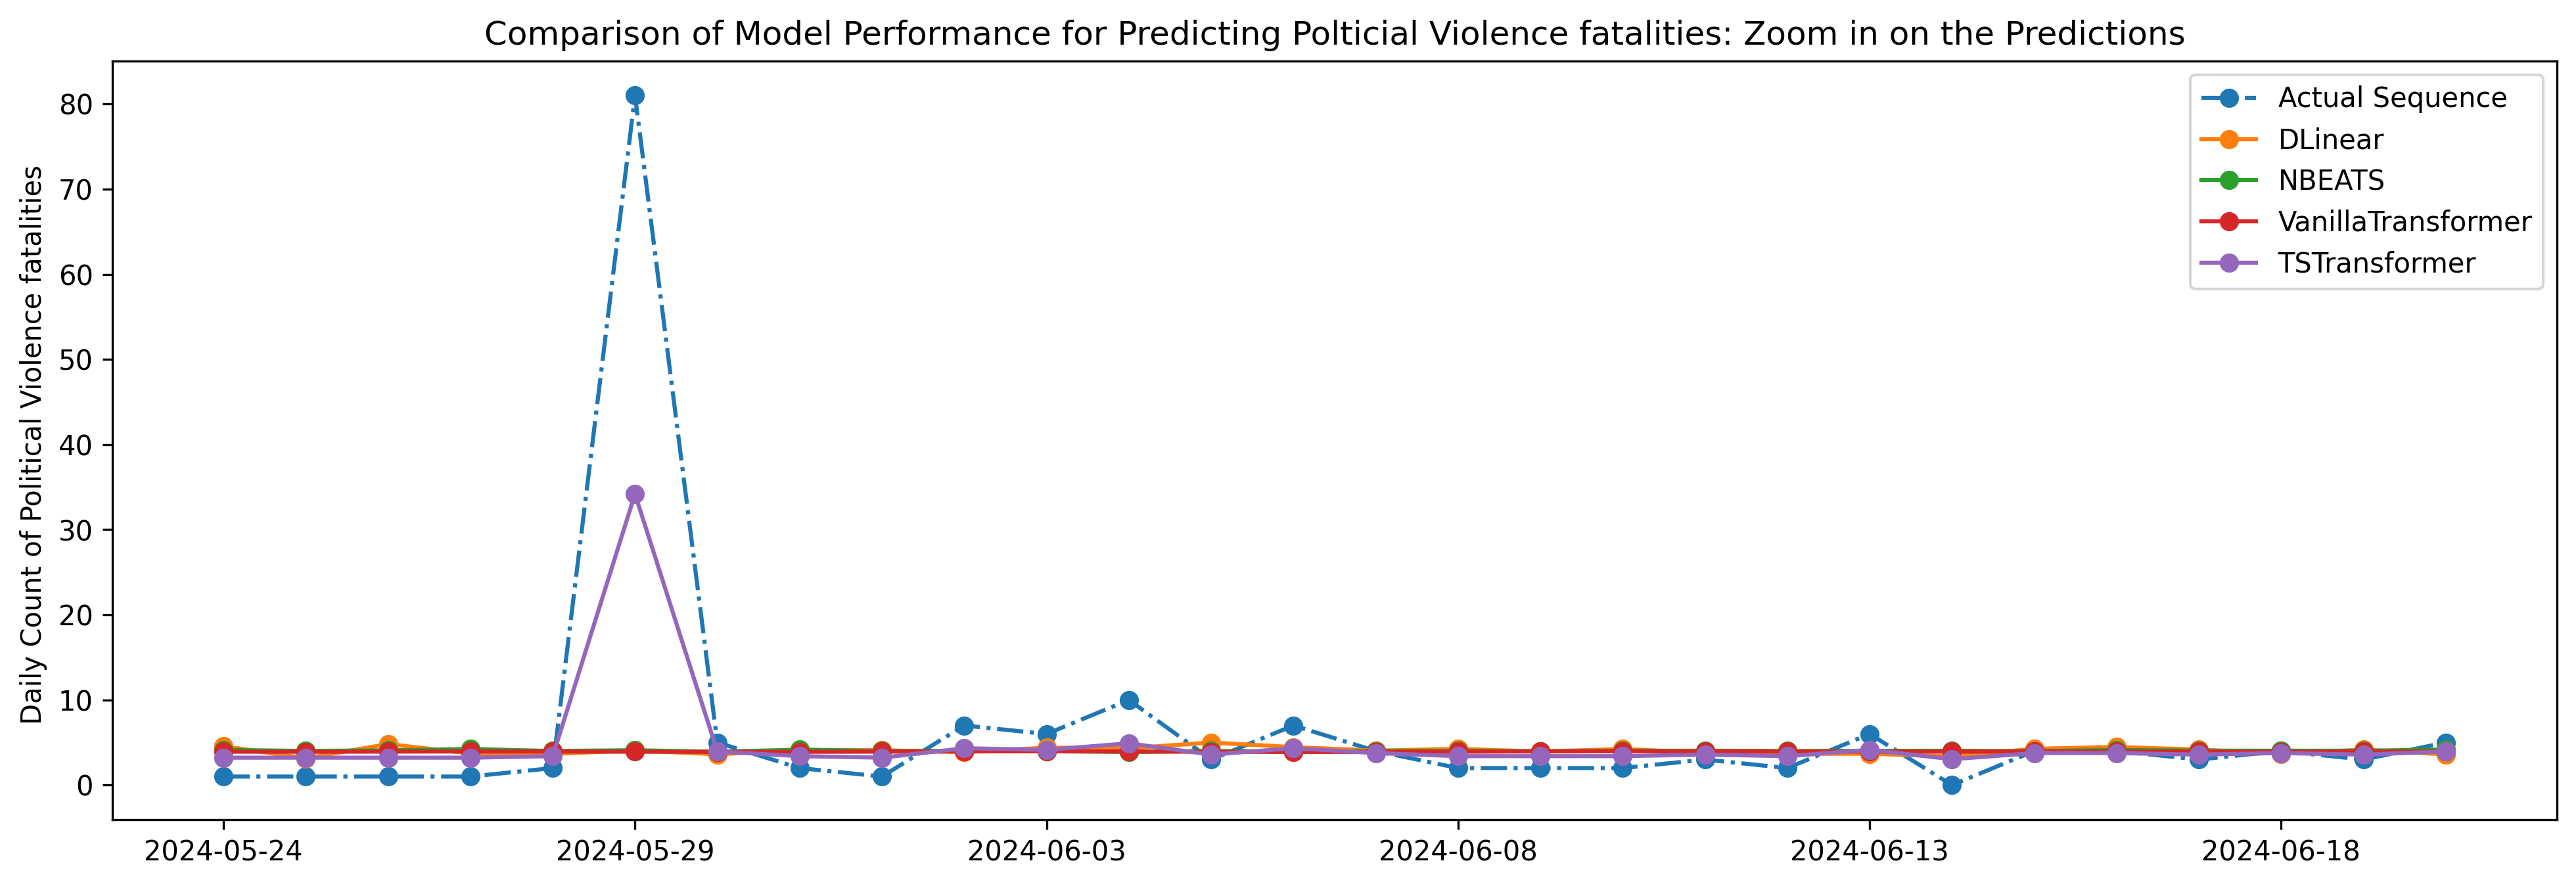 Comparison of Model Performance for Predicting Polticial Violence fatalities: Zoom in on the Predictions
Daily Count of Political Violence fatalities
80
70
60
50
40
30
20
10
0
Actual Sequence
DLinear
NBEATS
VanillaTransformer
TSTransformer
2024-05-24
2024-05-29
2024-06-03
2024-06-08
2024-06-13
2024-06-18